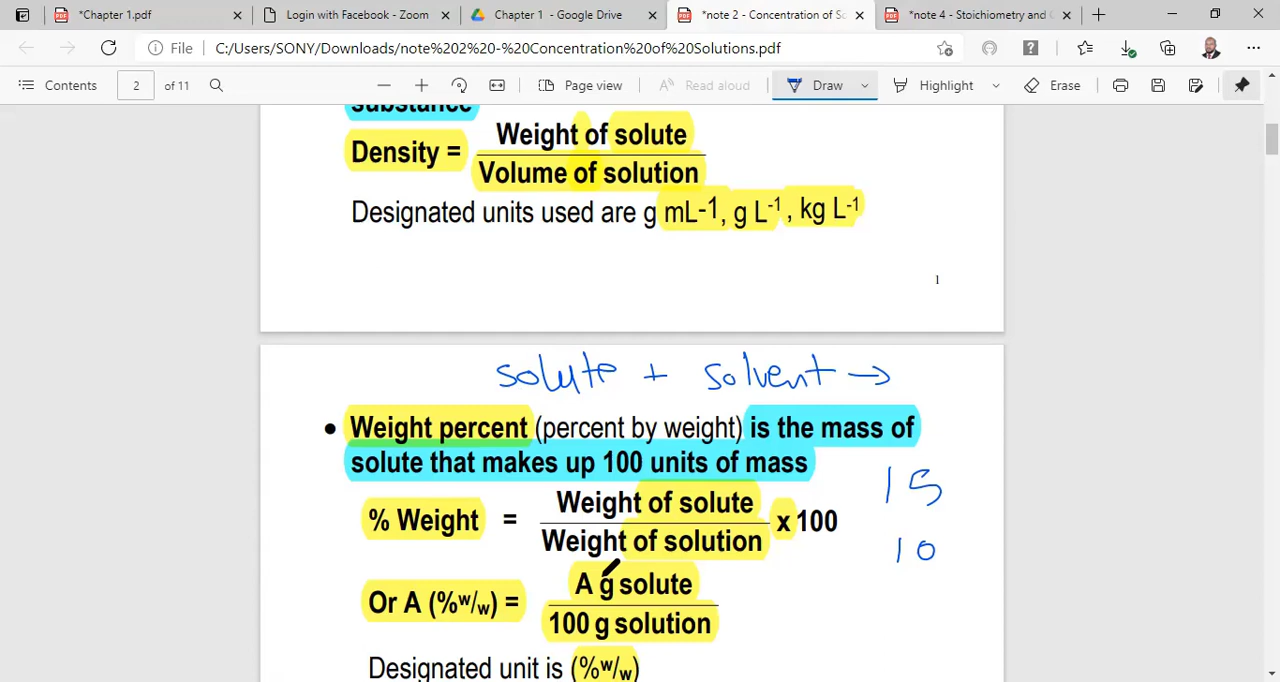 *Chapter 1.pdf
Login with Facebook - Zoom
Chapter 1 - Google Drive
*note 2 - Concentration of So
*note 4 - Stoichiometry and C
File
C:/Users/SONY/Downloads/note%202%20-%20Concentration%20of%20Solutions.pdf
Contents
2
of 11
Page view
Read aloud
Draw
Highlight
Erase
substance
Density = Weight of solute
Volume of solution
Designated units used are g mL-1, g L-1 , kg L-1
1
solute + solvent →
• Weight percent (percent by weight) is the mass of
solute that makes up 100 units of mass
15
% Weight = Weight of solute
Weight of solution x 100
10
Or A (%w/w) = A g solute
100 g solution
Designated unit is (%w/w)